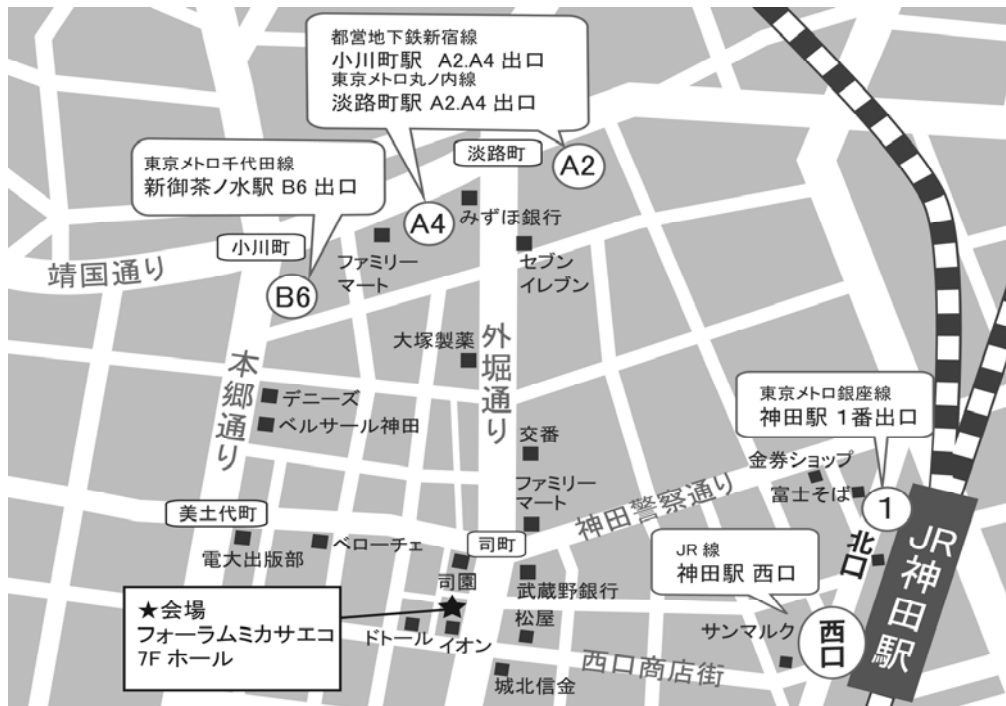 都営地下鉄新宿線
小川町駅 A2.A4 出口
東京メトロ丸ノ内線
淡路町駅 A2.A4 出口
東京メトロ千代田線
新御茶ノ水駅 B6 出口
淡路町
A2
A4
みずほ銀行
小川町
ファミリー
マート
セブン
イレブン
靖国通り
B6
大塚製薬
外堀通り
本郷通り
デニーズ
ベルサール神田
東京メトロ銀座線
神田駅 1番出口
交番
金券ショップ
富士そば
ファミリー
マート
神田警察通り
1
美土代町
電大出版部
ベローチェ
司町
北口
JR神田駅
JR 線
神田駅 西口
司園
武蔵野銀行
★会場
フォーラムミカサエコ
7F ホール
ドトール
イオン
松屋
サンマルク
西口
西口商店街
城北信金